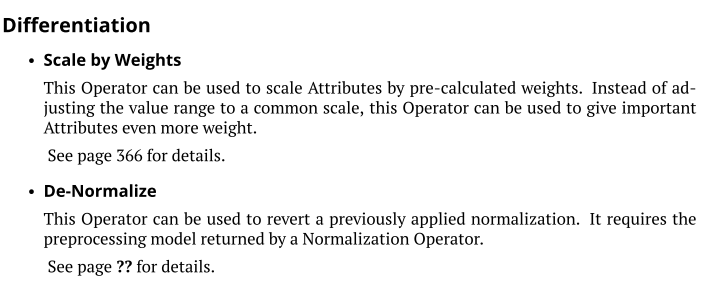 Differentiation
• Scale by Weights
This Operator can be used to scale Attributes by pre-calculated weights. Instead of ad-
justing the value range to a common scale, this Operator can be used to give important
Attributes even more weight.
See page 366 for details.
• De-Normalize
This Operator can be used to revert a previously applied normalization. It requires the
preprocessing model returned by a Normalization Operator.
See page ?? for details.